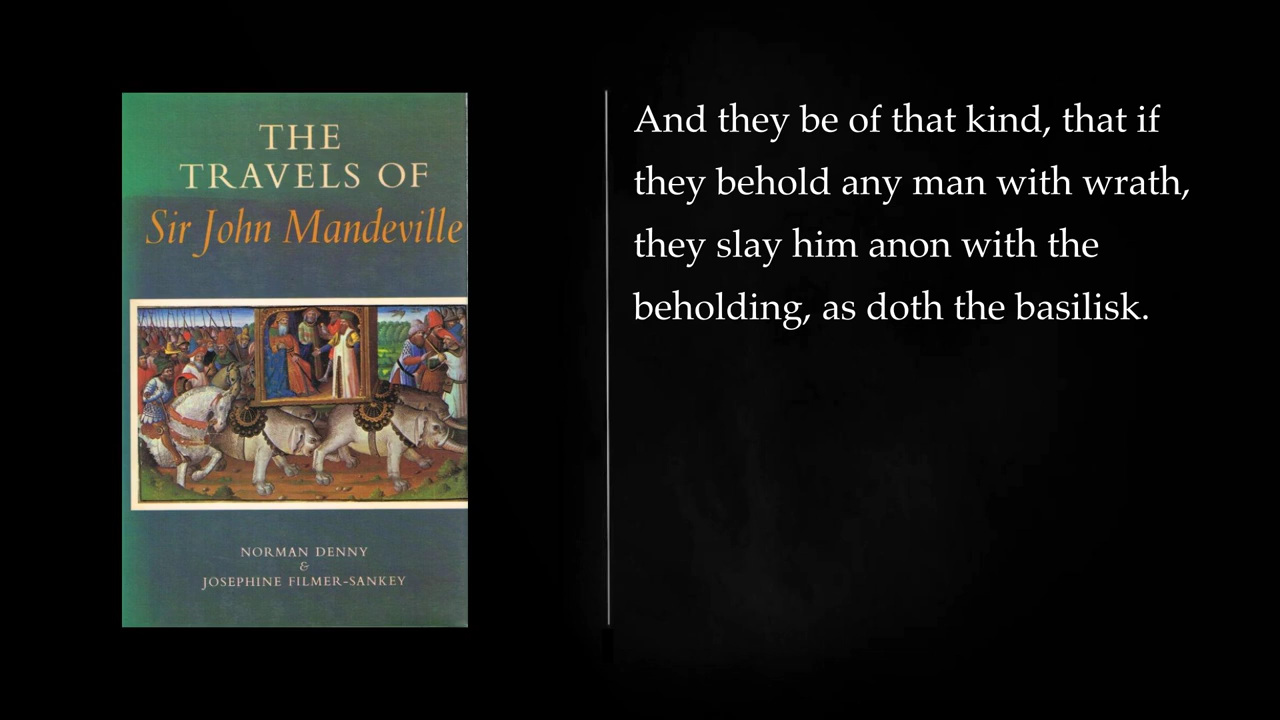 THE
TRAVELS OF
Sir John Mandeville
NORMAN DENNY
&
JOSEPHINE FILMER-SANKEY
And they be of that kind, that if
they behold any man with wrath,
they slay him anon with the
beholding, as doth the basilisk.